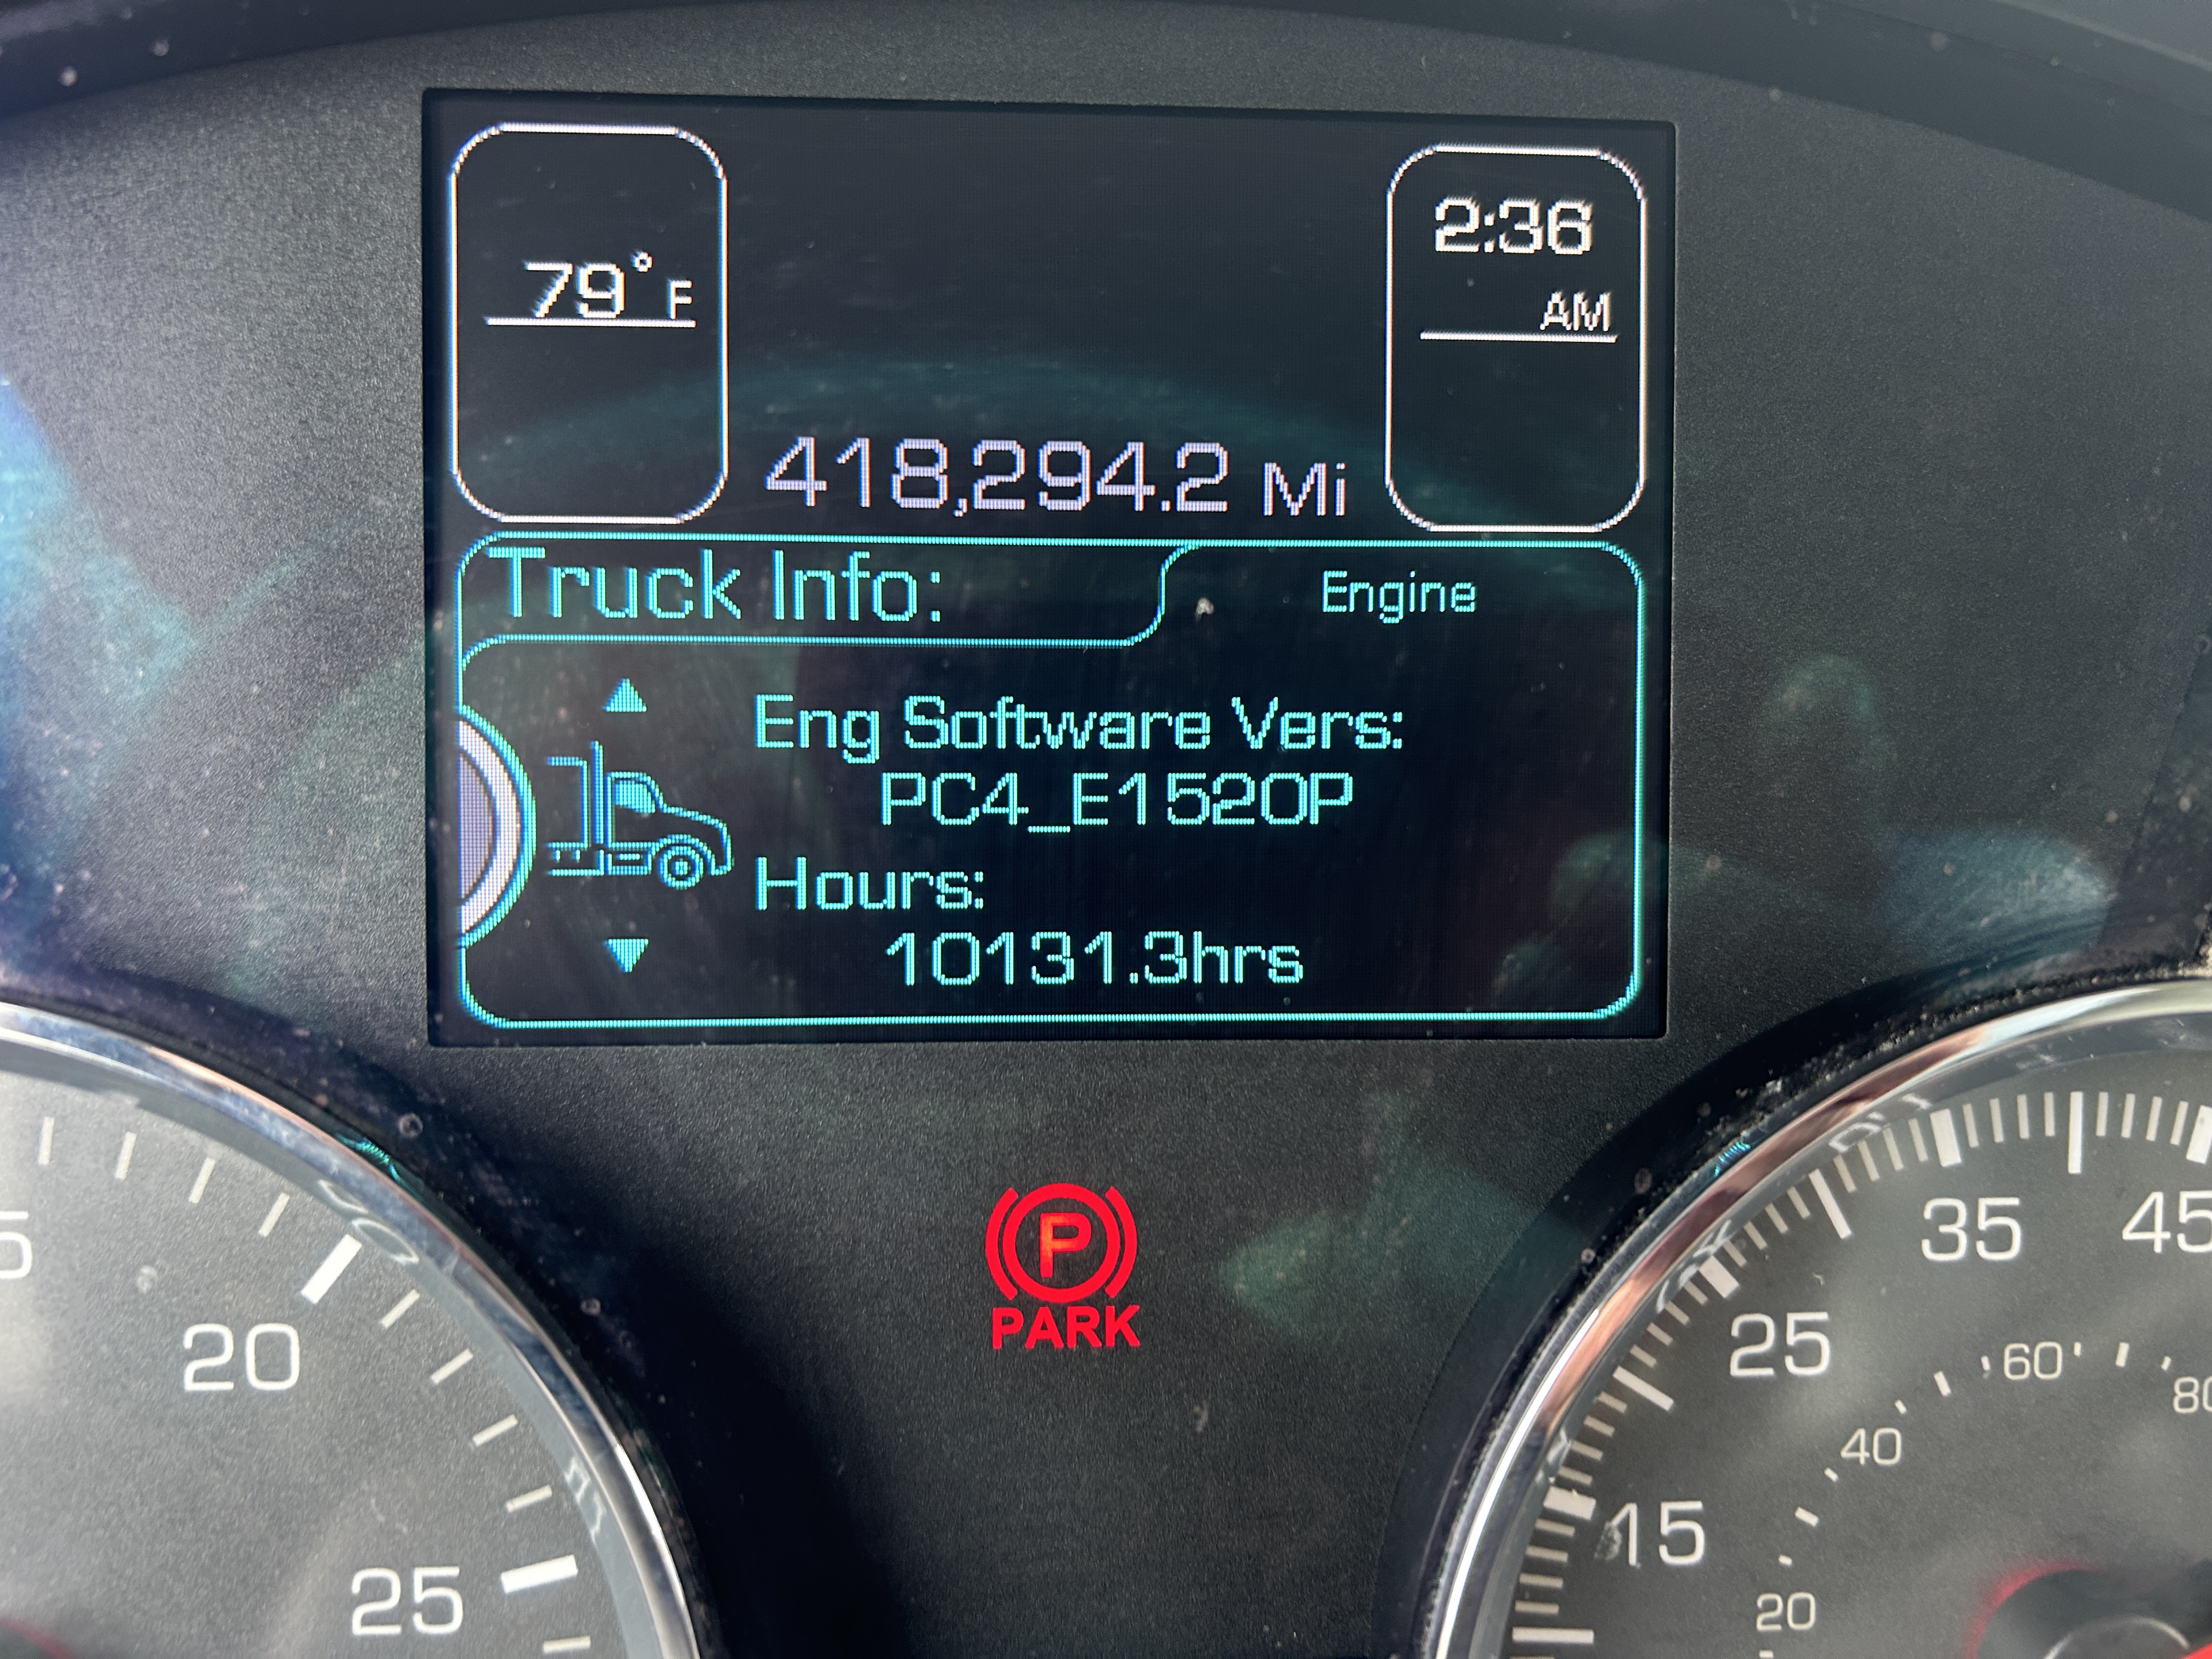 79°F
2:36
AM
418,294.2 Mi
Truck Info:
Engine
Eng Software Vers:
PC4_E1520P
Hours:
10131.3hrs
P
PARK
20
25
15
25
35
45
20
40
60
80